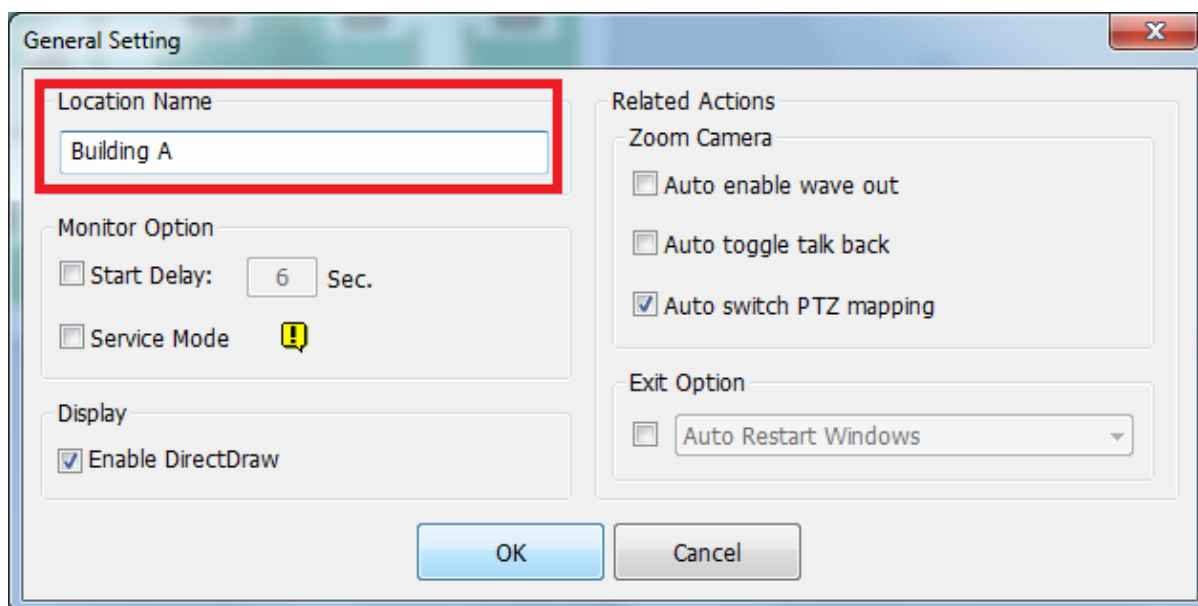 General Setting
Location Name
Building A
Monitor Option
Start Delay: 6 Sec.
Service Mode
Display
Enable DirectDraw
Related Actions
Zoom Camera
Auto enable wave out
Auto toggle talk back
Auto switch PTZ mapping
Exit Option
Auto Restart Windows
OK Cancel